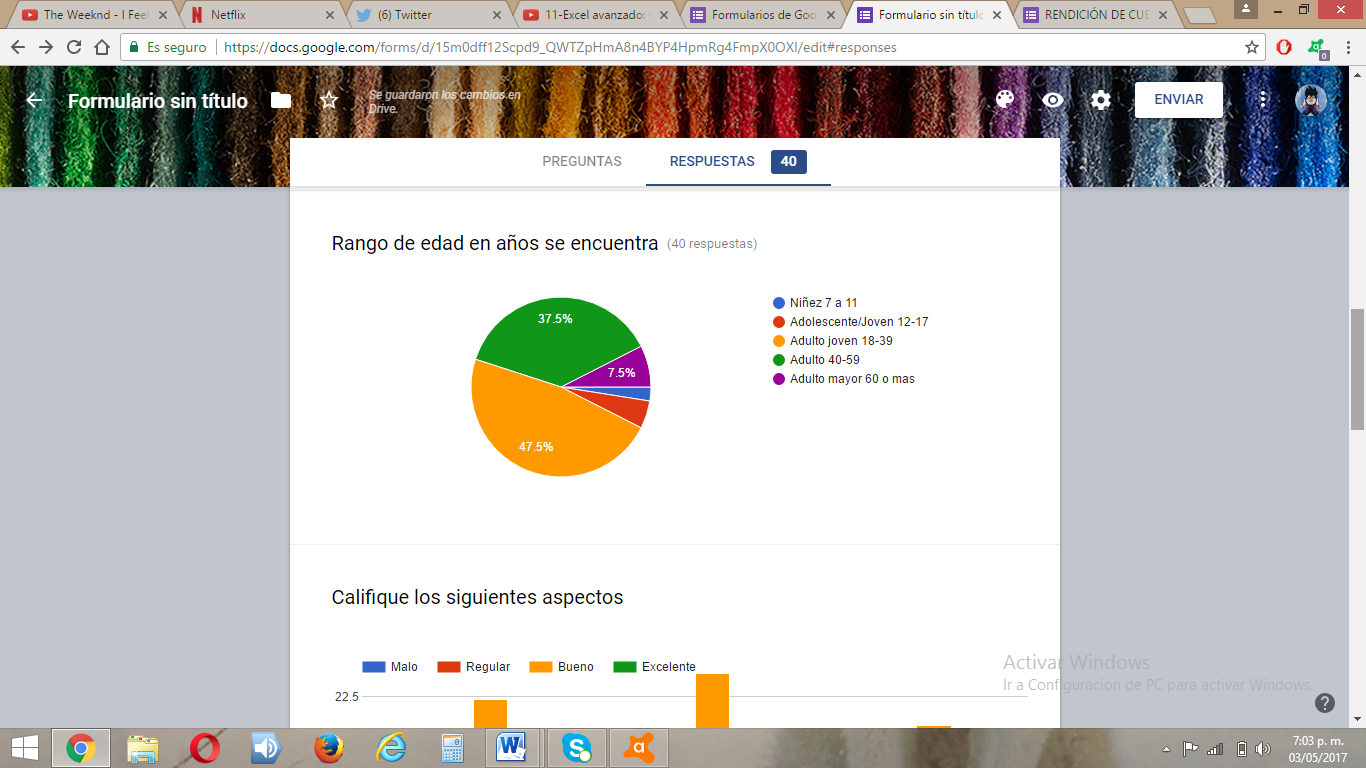 The Weeknd - I Fee
Netflix
(6) Twitter
11-Excel avanzado:
Formularios de Goo
Formulario sin título
RENDICIÓN DE CUE
Es seguro
https://docs.google.com/forms/d/15m0dff12Scpd9_QWTZpHmA8n4BYP4HpmRg4FmpX0OXI/edit#responses
0
Formulario sin título
Se guardaron los cambios en
Drive.
ENVIAR
PREGUNTAS
RESPUESTAS 40
Rango de edad en años se encuentra (40 respuestas)
37.5%
7.5%
47.5%
Niñez 7 a 11
Adolescente/Joven 12-17
Adulto joven 18-39
Adulto 40-59
Adulto mayor 60 o mas
Califique los siguientes aspectos
Malo Regular Bueno Excelente
22.5
Activar Windows
Ir a Configuración de PC para activar Windows.
7:03 p. m.
03/05/2017